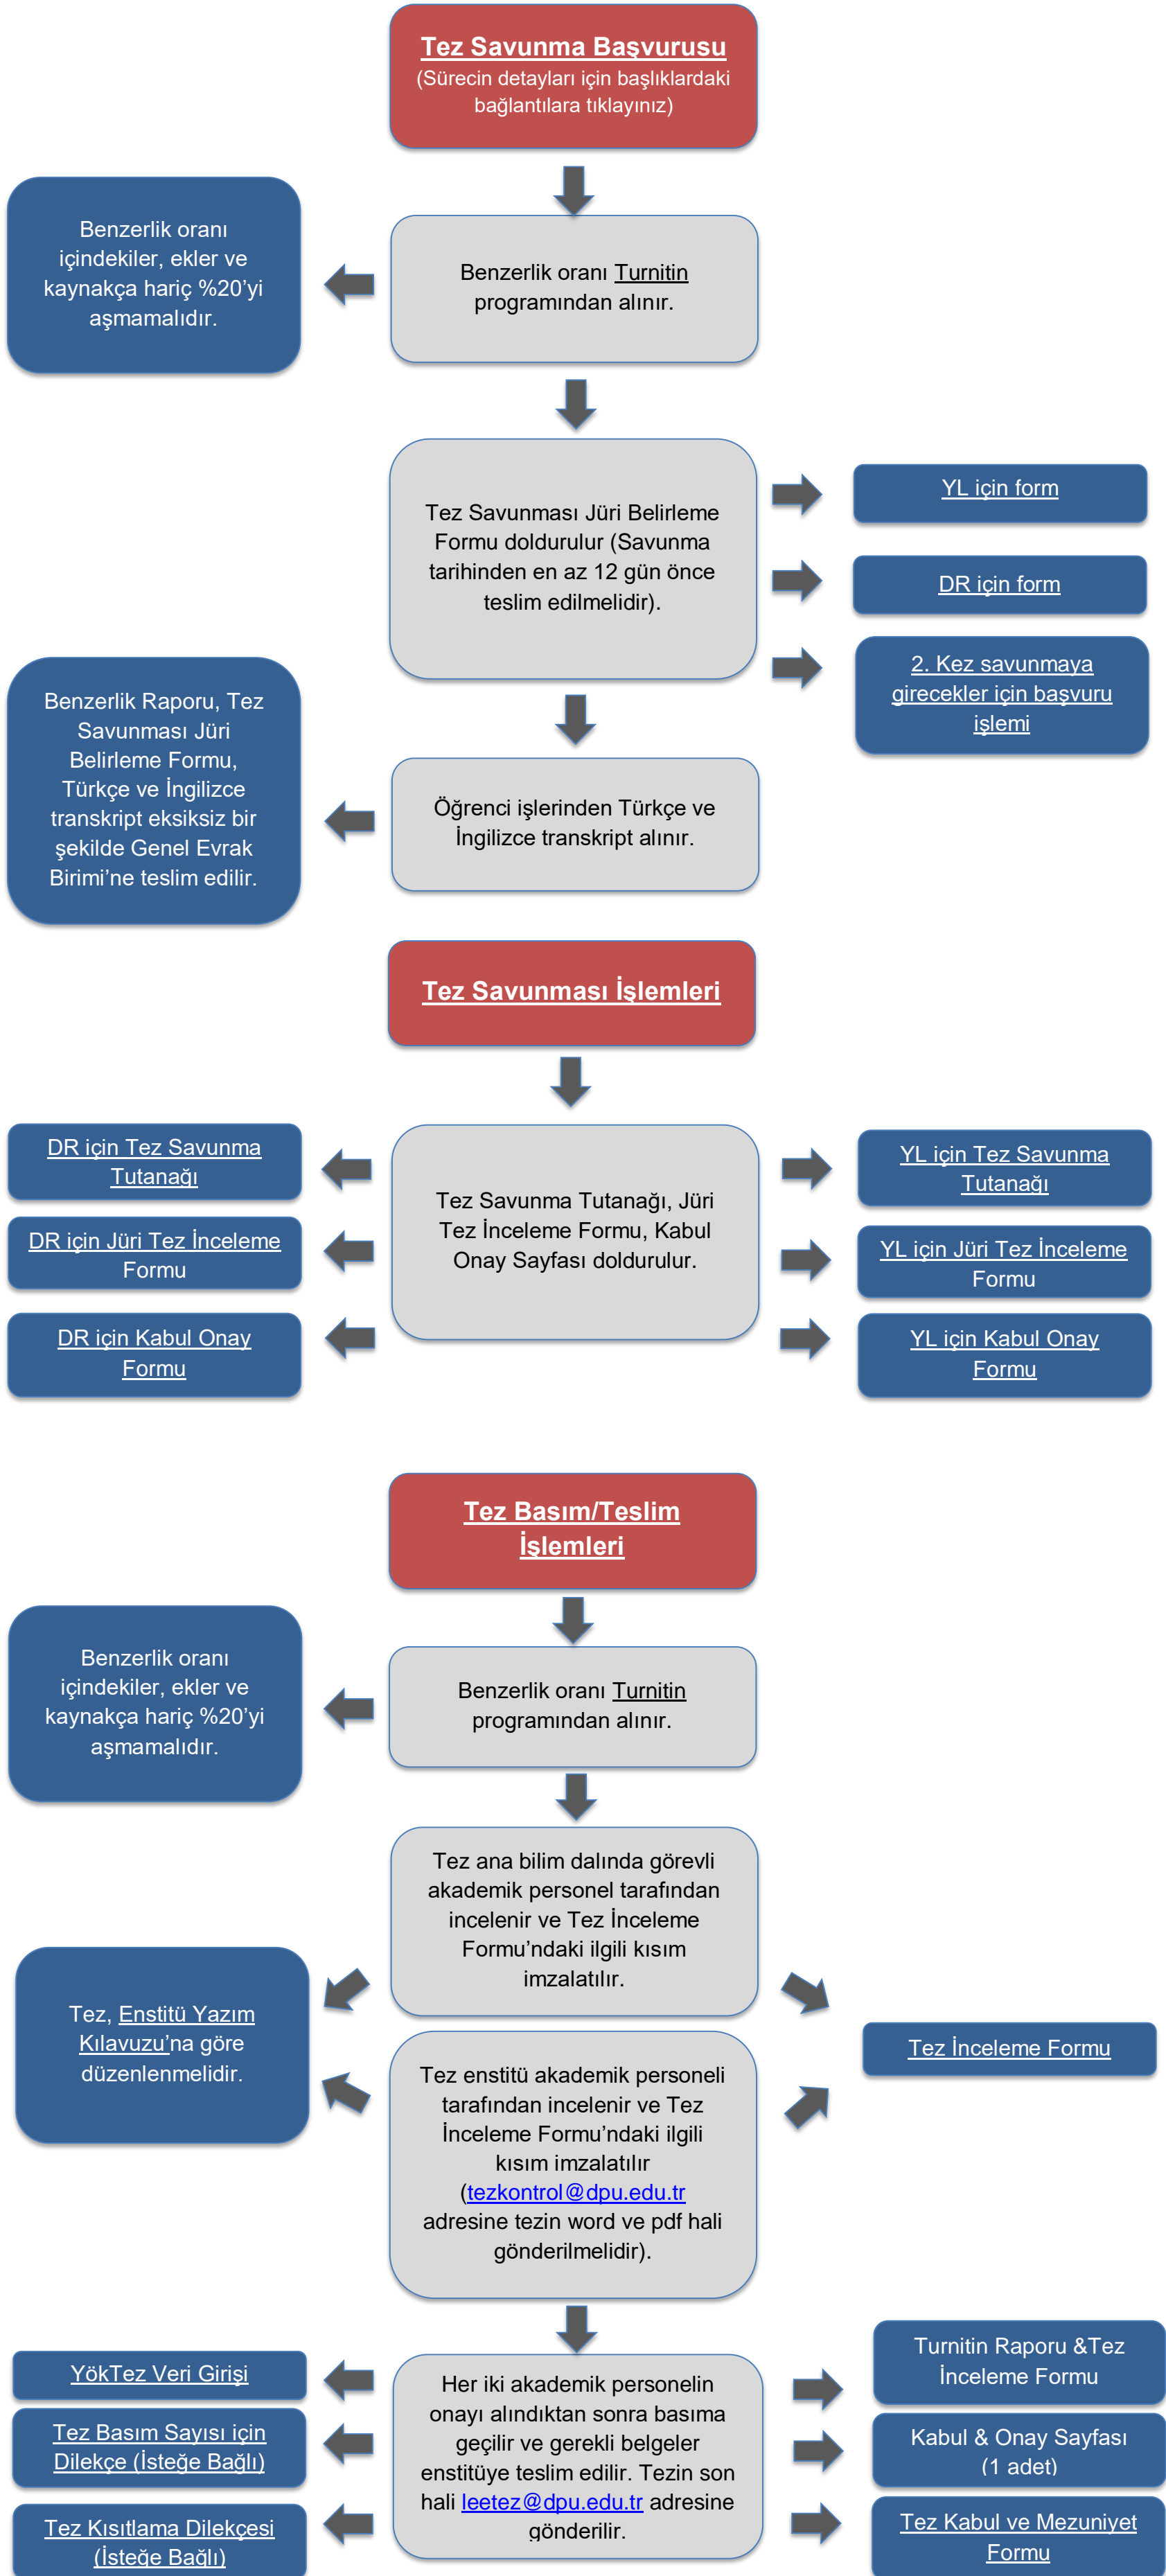 Tez Savunma Başvurusu
(Sürecin detayları için başlıklardaki
bağlantılara tıklayınız)
Benzerlik oranı
içindekiler, ekler ve
kaynakça hariç %20’yi
aşmamalıdır.
Benzerlik oranı Turnitin
programından alınır.
Tez Savunması Jüri Belirleme
Formu doldurulur (Savunma
tarihinden en az 12 gün önce
teslim edilmelidir).
YL için form
DR için form
2. Kez savunmaya
girecekler için başvuru
işlemi
Benzerlik Raporu, Tez
Savunması Jüri
Belirleme Formu,
Türkçe ve İngilizce
transkript eksiksiz bir
şekilde Genel Evrak
Birimi’ne teslim edilir.
Öğrenci işlerinden Türkçe ve
İngilizce transkript alınır.
Tez Savunması İşlemleri
DR için Tez Savunma
Tutanağı
DR için Jüri Tez İnceleme
Formu
DR için Kabul Onay
Formu
Tez Savunma Tutanağı, Jüri
Tez İnceleme Formu, Kabul
Onay Sayfası doldurulur.
YL için Tez Savunma
Tutanağı
YL için Jüri Tez İnceleme
Formu
YL için Kabul Onay
Formu
Tez Basım/Teslim
İşlemleri
Benzerlik oranı
içindekiler, ekler ve
kaynakça hariç %20’yi
aşmamalıdır.
Benzerlik oranı Turnitin
programından alınır.
Tez ana bilim dalında görevli
akademik personel tarafından
incelenir ve Tez İnceleme
Formu’ndaki ilgili kısım
imzalatılır.
Tez, Enstitü Yazım
Kılavuzu’na göre
düzenlenmelidir.
Tez İnceleme Formu
Tez enstitü akademik personeli
tarafından incelenir ve Tez
İnceleme Formu’ndaki ilgili
kısım imzalatılır
(tezkontrol@dpu.edu.tr
adresine tezin word ve pdf hali
gönderilmelidir).
YökTez Veri Girişi
Tez Basım Sayısı için
Dilekçe (İsteğe Bağlı)
Tez Kısıtlama Dilekçesi
(İsteğe Bağlı)
Her iki akademik personelin
onayı alındıktan sonra basıma
geçilir ve gerekli belgeler
enstitüye teslim edilir. Tezin son
hali leetez@dpu.edu.tr adresine
gönderilir.
Turnitin Raporu &Tez
İnceleme Formu
Kabul & Onay Sayfası
(1 adet)
Tez Kabul ve Mezuniyet
Formu